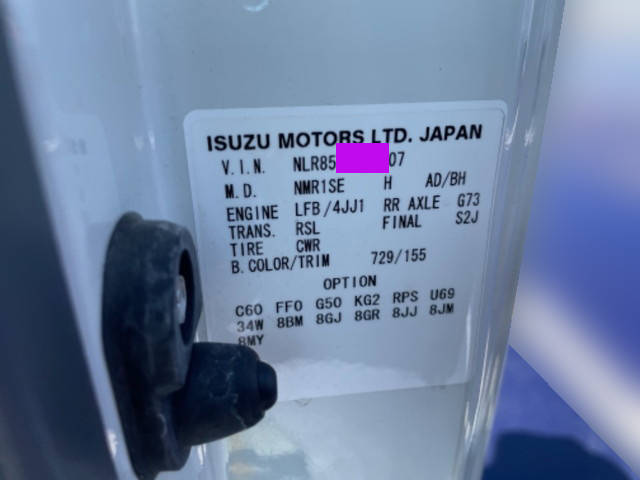 ISUZU MOTORS LTD. JAPAN
V.I.N. NLR85 07
M.D. NMR1SE H AD/BH
ENGINE LFB/4JJ1 RR AXLE G73
TRANS. RSL FINAL S2J
TIRE CWR
B.COLOR/TRIM 729/155
OPTION
C60 FF0 G50 KG2 RPS U69
34W 8BM 8GJ 8GR 8JJ 8JM
8MY